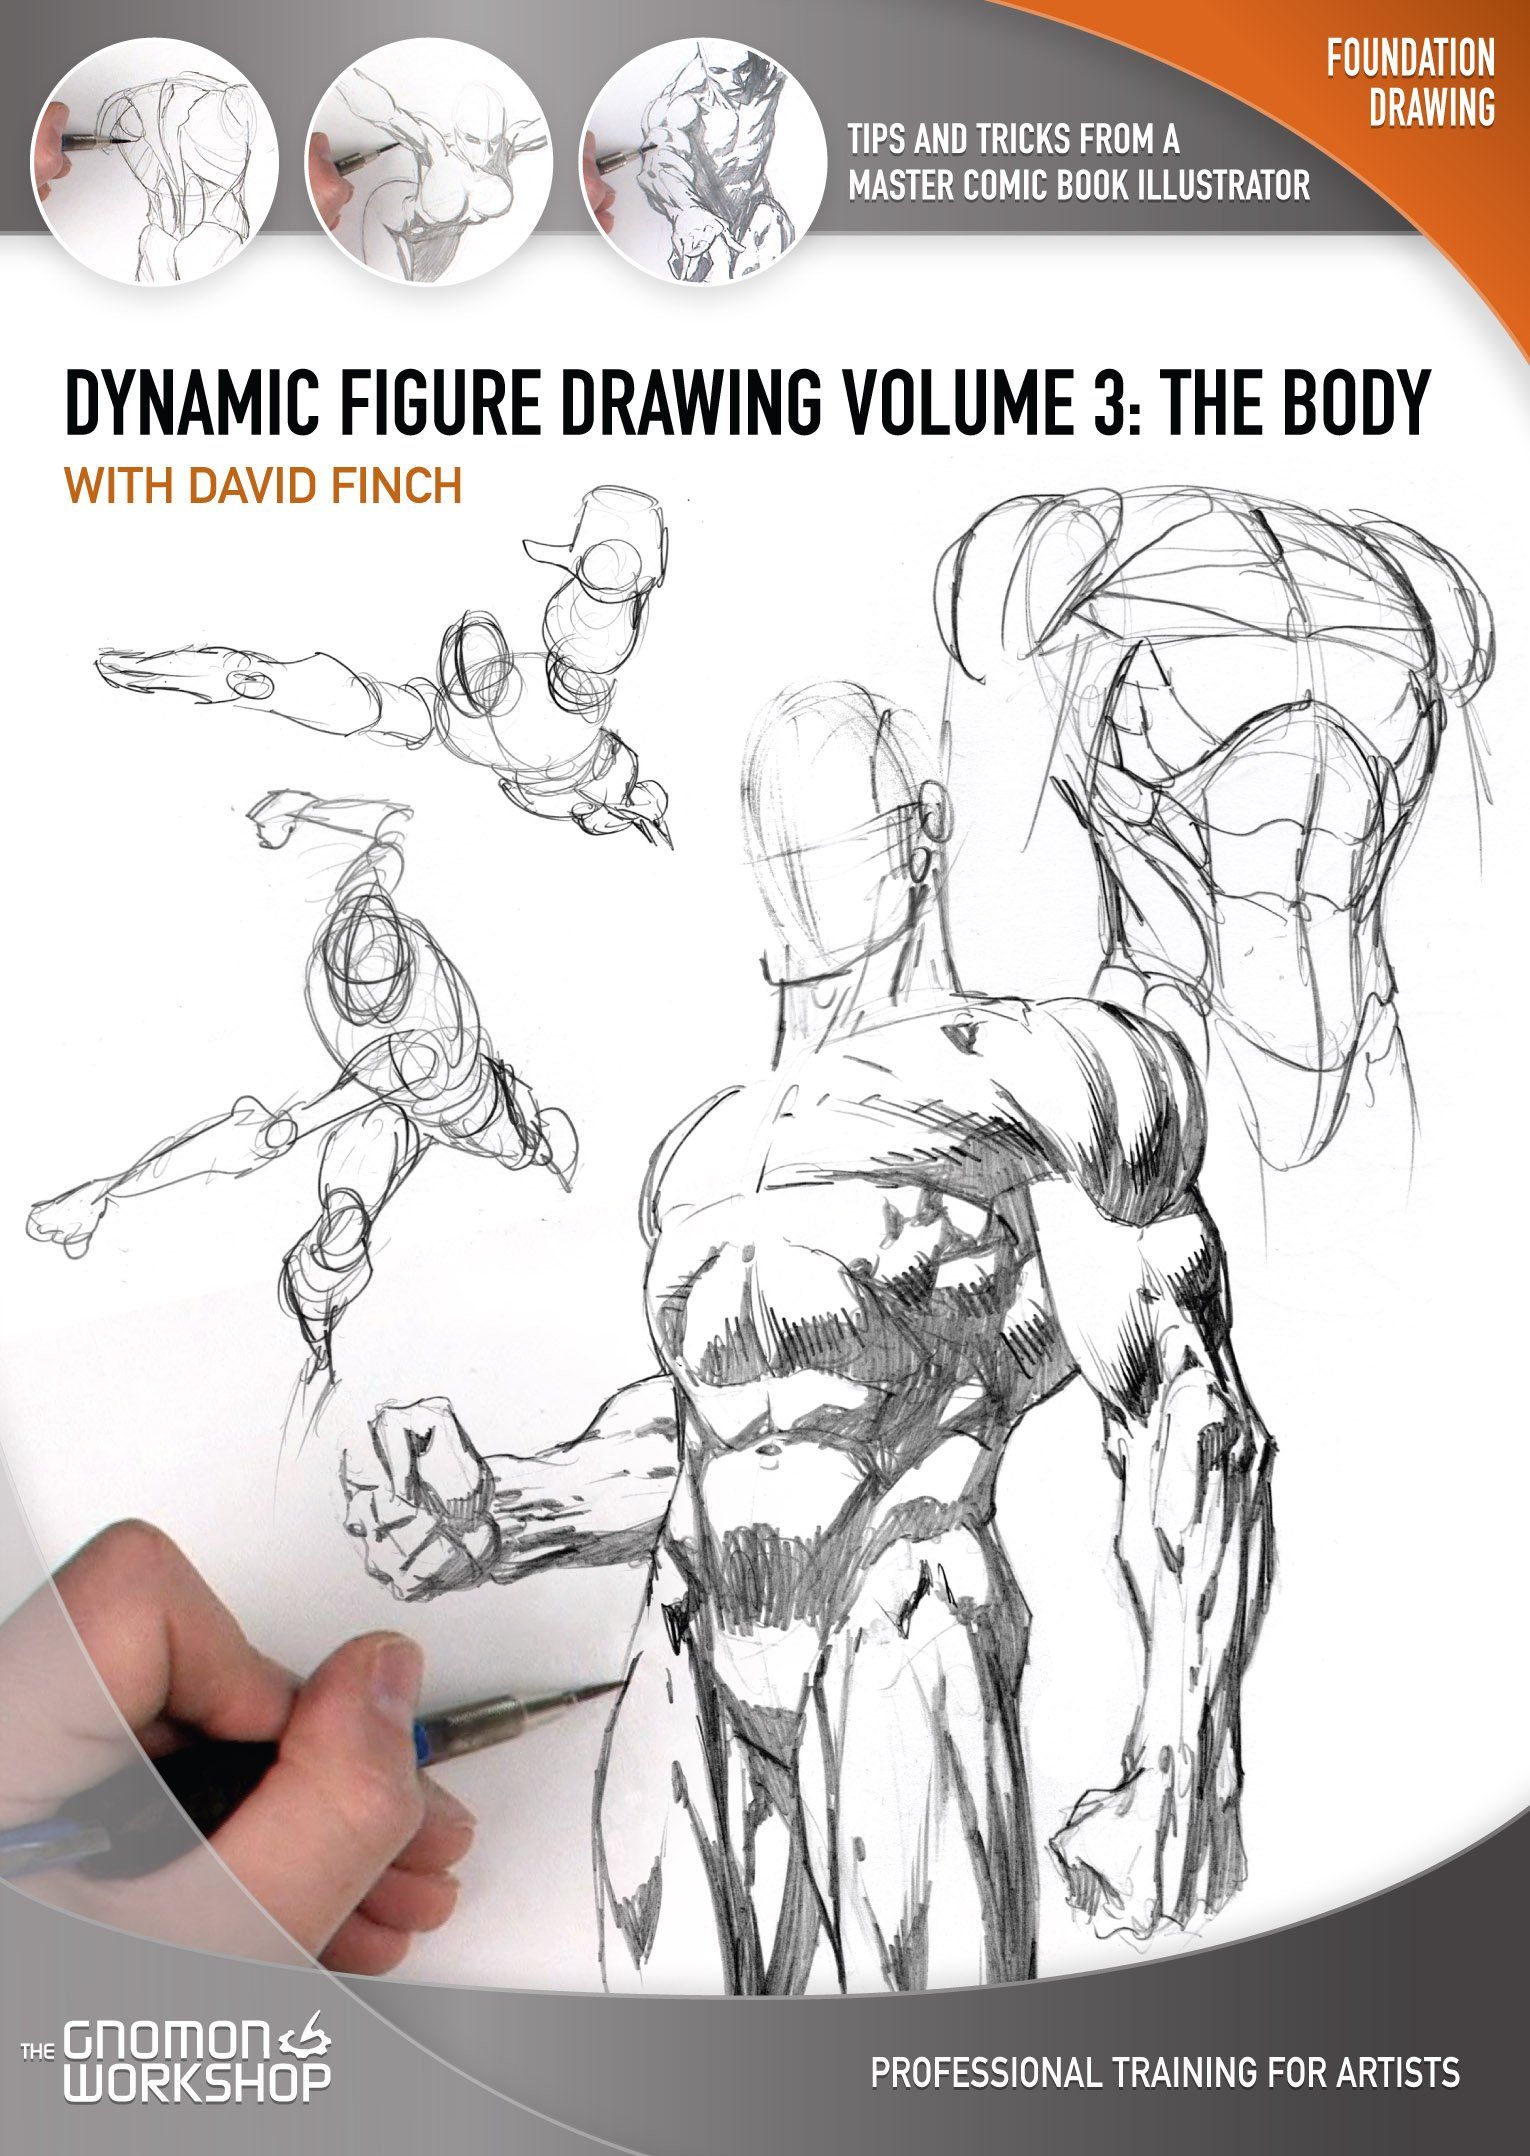 FOUNDATION
DRAWING
TIPS AND TRICKS FROM A
MASTER COMIC BOOK ILLUSTRATOR
DYNAMIC FIGURE DRAWING VOLUME 3: THE BODY
WITH DAVID FINCH
THE GNOMON
WORKSHOP
PROFESSIONAL TRAINING FOR ARTISTS